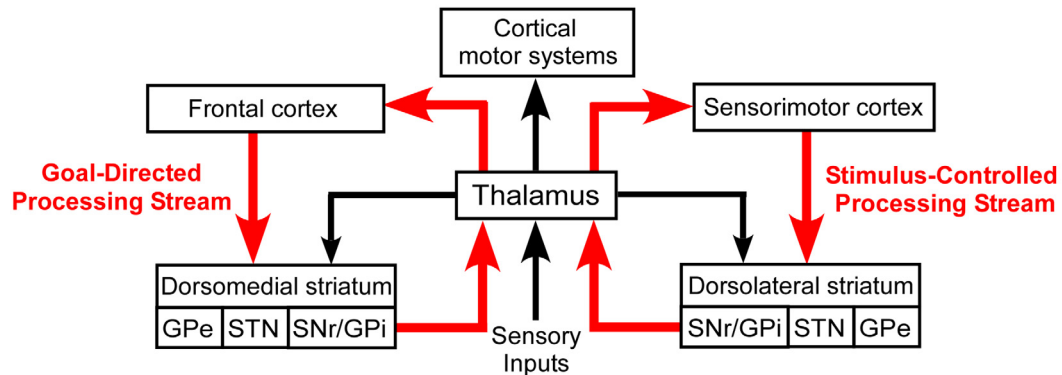 Cortical
motor systems
Frontal cortex
Sensorimotor cortex
Goal-Directed
Processing Stream
Thalamus
Stimulus-Controlled
Processing Stream
Dorsomedial striatum
GPe STN SNr/GPi
Sensory
Inputs
Dorsolateral striatum
SNr/GPi STN GPe